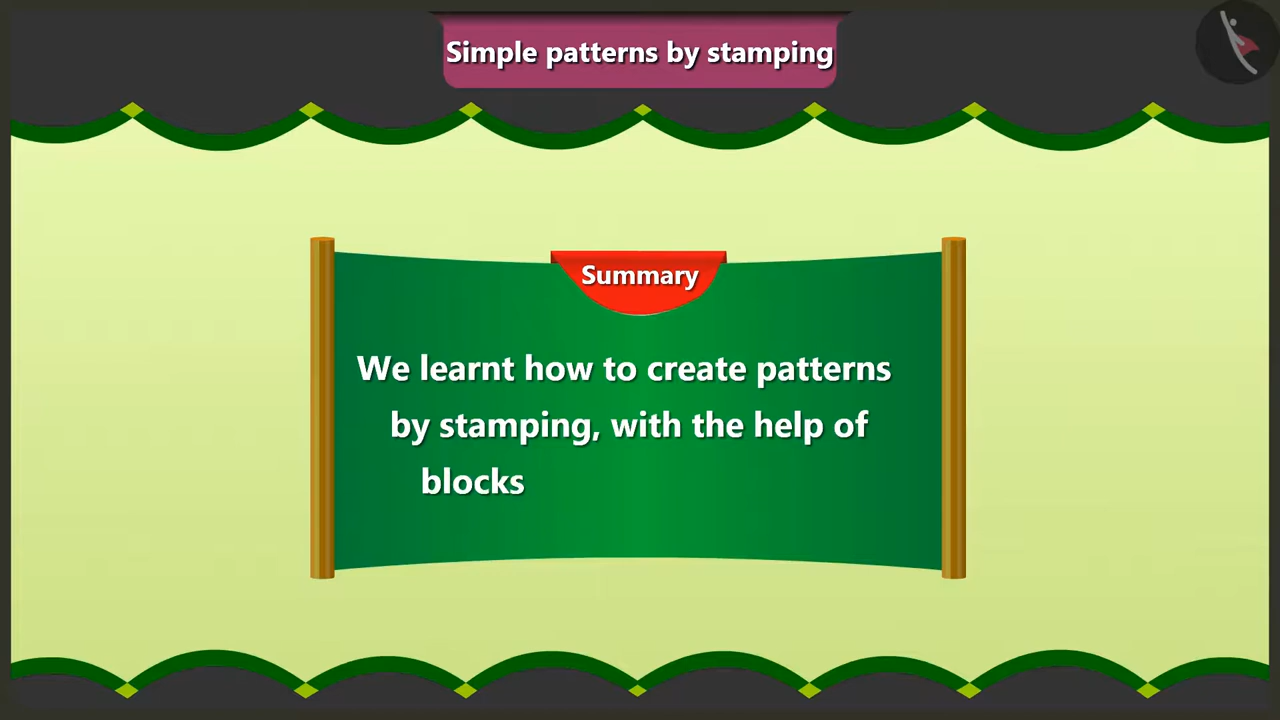 Simple patterns by stamping
Summary
We learnt how to create patterns
by stamping, with the help of
blocks